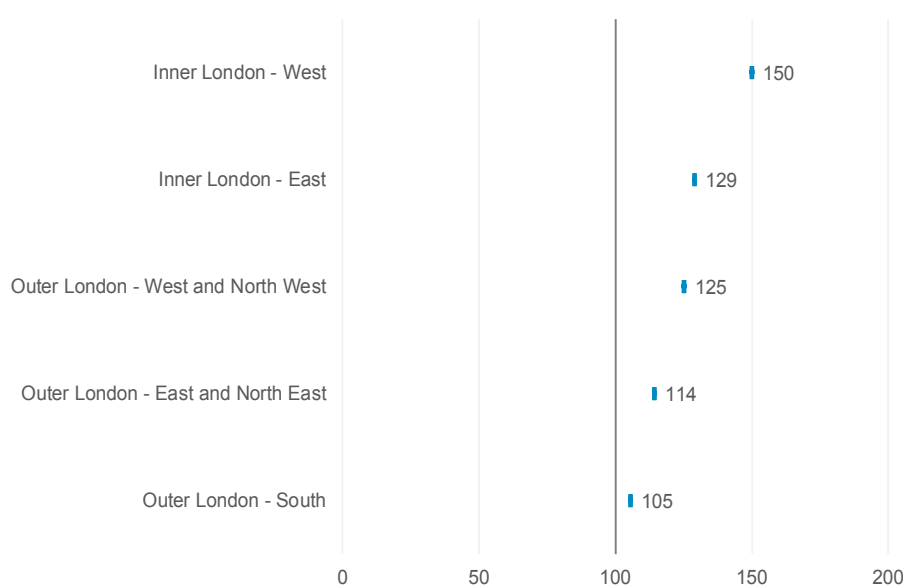 Inner London - West
150
Inner London - East
129
Outer London - West and North West
125
Outer London - East and North East
114
Outer London - South
105
0 50 100 150 200